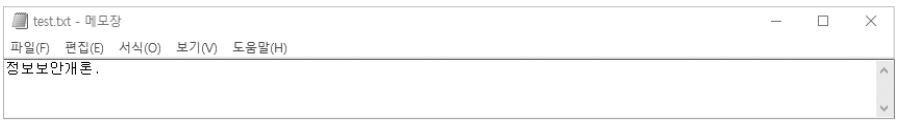 test.txt - 메모장
파일(F) 편집(E) 서식(O) 보기(V) 도움말(H)
정보보안개론.